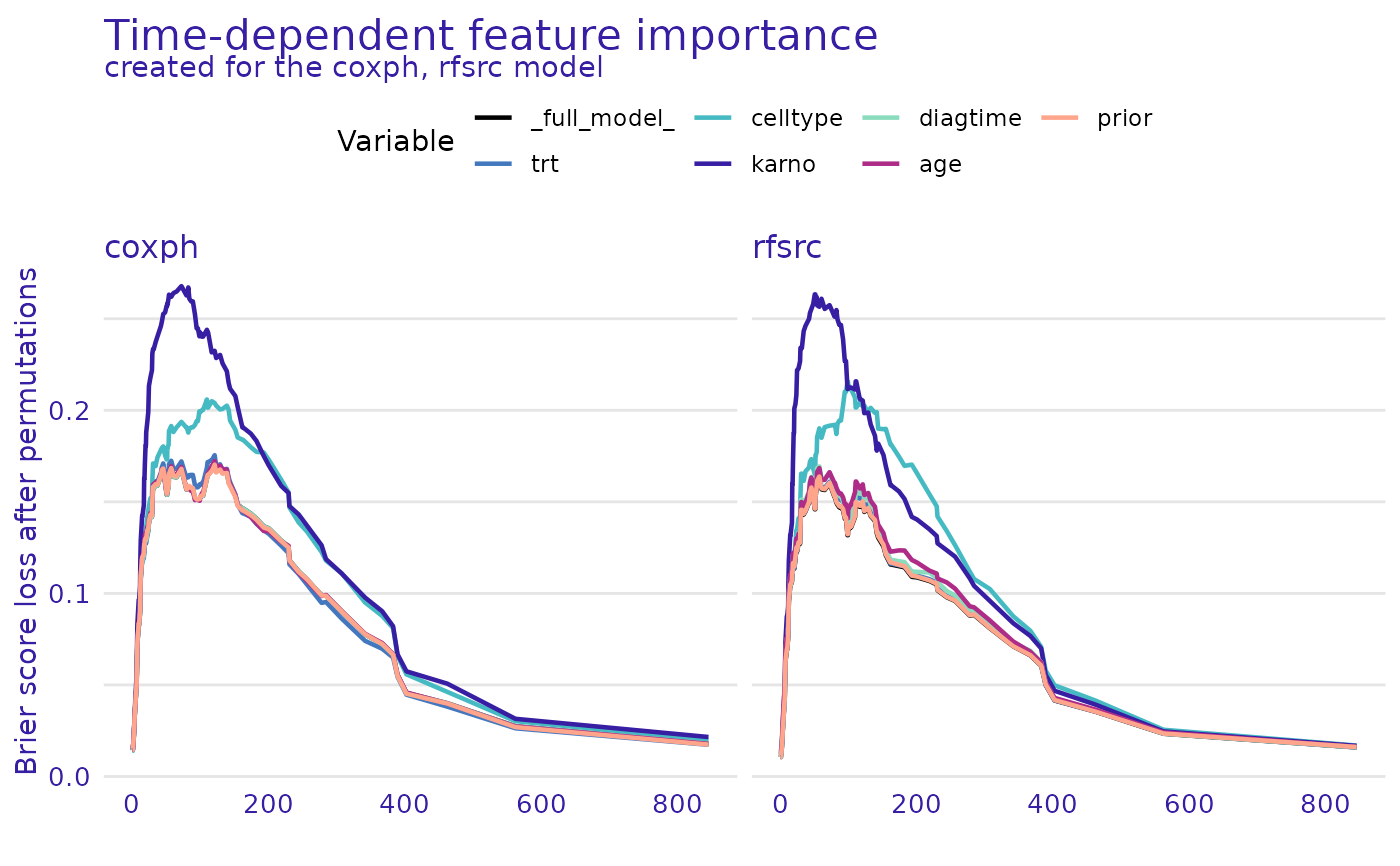 Time-dependent feature importance
created for the coxph, rfsrc model
Variable
_full_model_ celltype diagtime prior
trt karno age
coxph rfsrc
Brier score loss after permutations
0.2
0.1
0.0
0 200 400 600 800 0 200 400 600 800